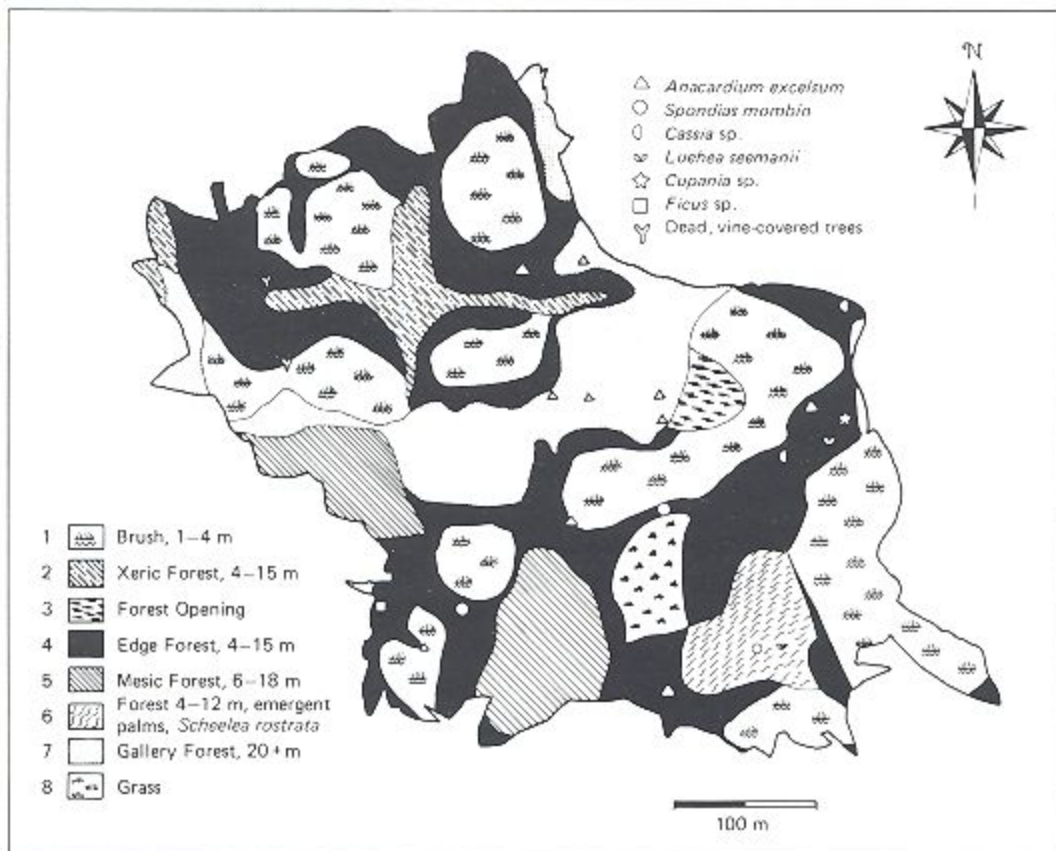 N
Anacardium excelsum
Spondias mombin
Cassia sp.
Luehea seemanii
Cupania sp.
Ficus sp.
Dead, vine-covered trees
1 Brush, 1–4 m
2 Xeric Forest, 4–15 m
3 Forest Opening
4 Edge Forest, 4–15 m
5 Mesic Forest, 6–18 m
6 Forest 4–12 m, emergent
palms, Scheelea rostrata
7 Gallery Forest, 20+m
8 Grass
100 m